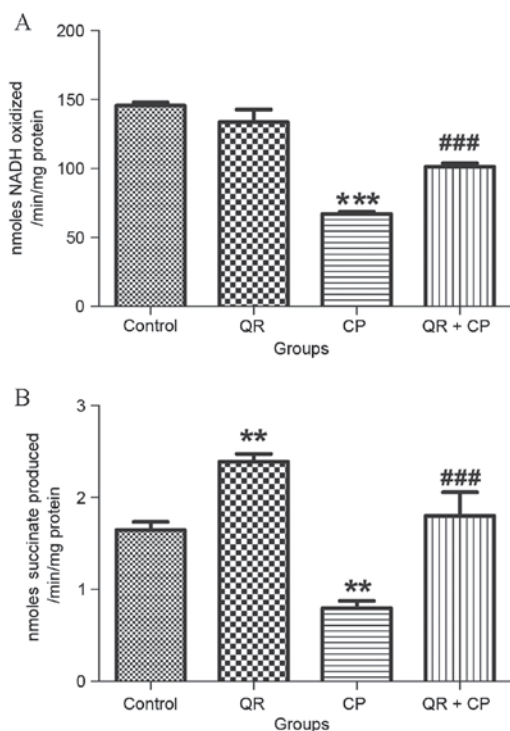 A
nmoles NADH oxidized
/min/mg protein
200
150
100
50
0
***
###
Control QR CP QR + CP
Groups
B
nmoles succinate produced
/min/mg protein
3
2
1
0
**
**
###
Control QR CP QR + CP
Groups